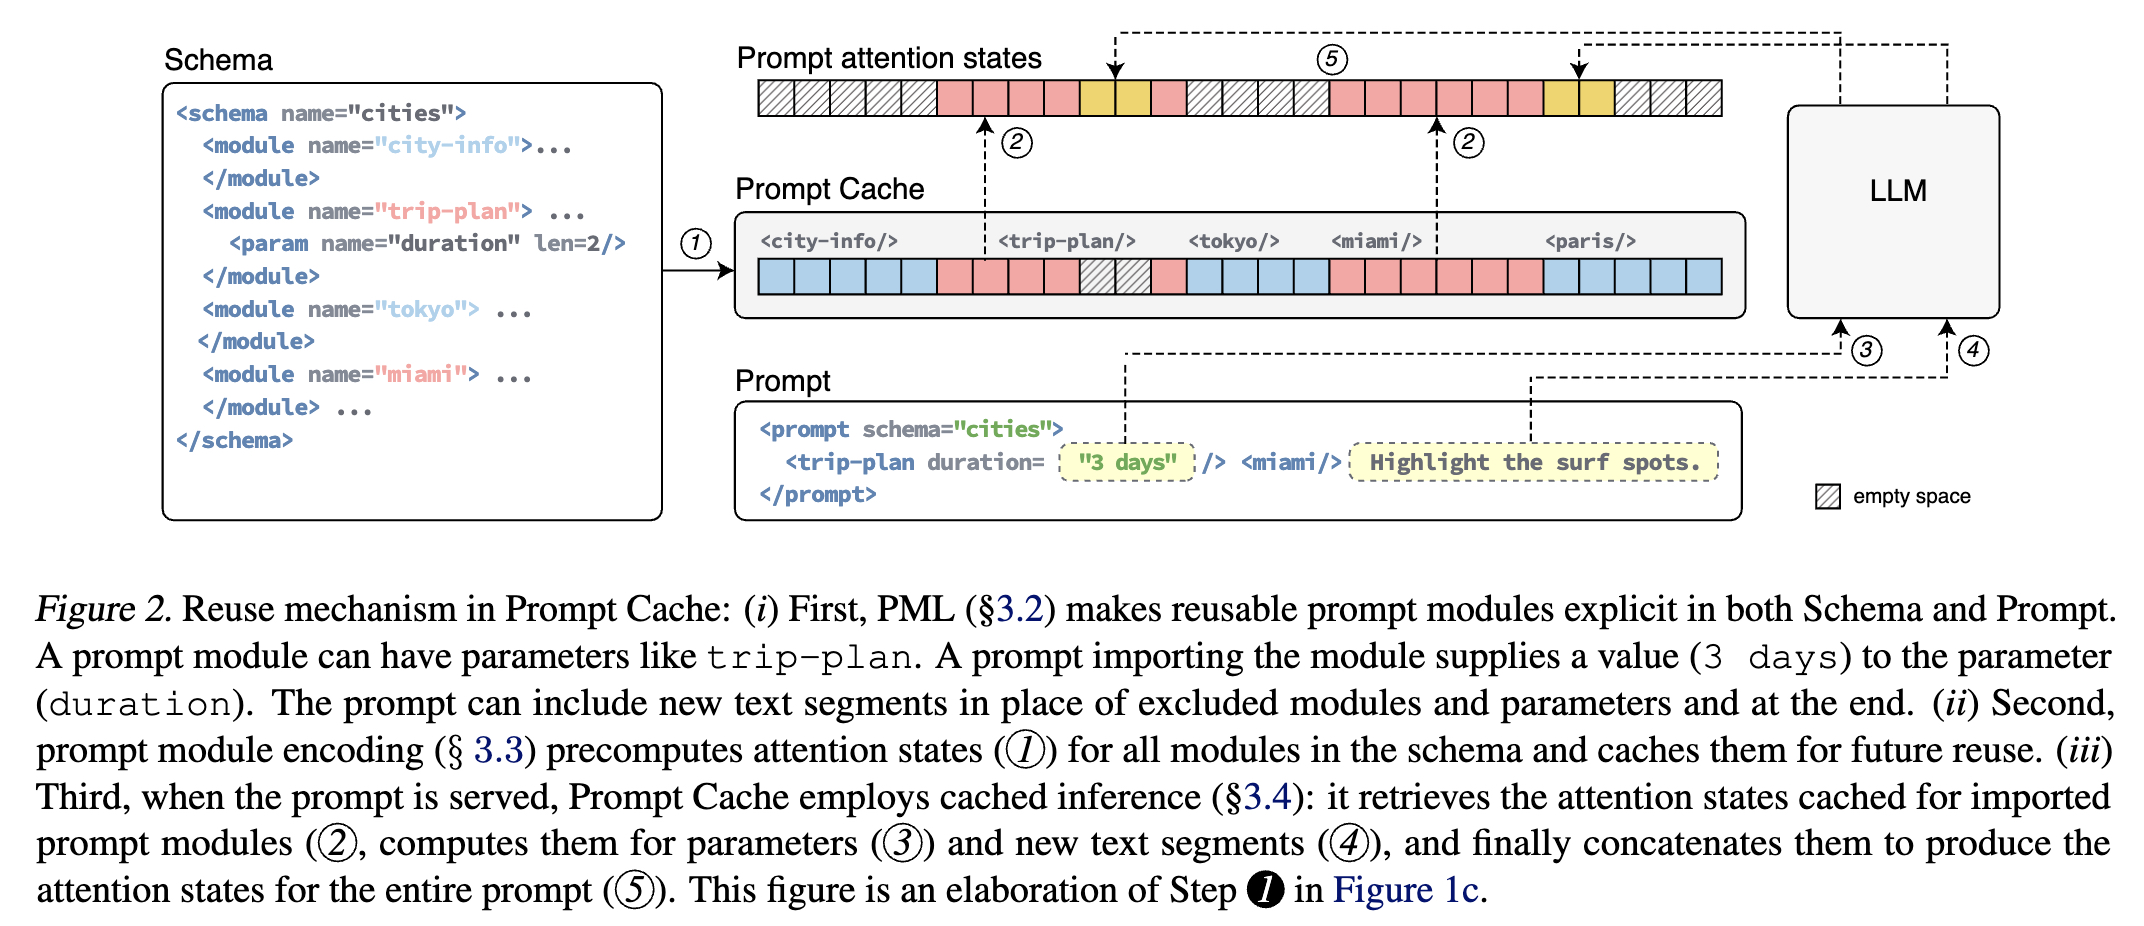 Schema
<schema name="cities">
<module name="city-info">...
</module>
<module name="trip-plan"> ...
<param name="duration" len=2/>
</module>
<module name="tokyo"> ...
</module>
<module name="miami"> ...
</module> ...
</schema>
①
Prompt attention states
⑤
② ②
Prompt Cache
<city-info/> <trip-plan/> <tokyo/> <miami/> <paris/>
LLM
③ ④
Prompt
<prompt schema="cities">
<trip-plan duration= "3 days" /> <miami/> Highlight the surf spots.
</prompt>
empty space
Figure 2. Reuse mechanism in Prompt Cache: (i) First, PML (§3.2) makes reusable prompt modules explicit in both Schema and Prompt.
A prompt module can have parameters like trip-plan. A prompt importing the module supplies a value (3 days) to the parameter
(duration). The prompt can include new text segments in place of excluded modules and parameters and at the end. (ii) Second,
prompt module encoding (§ 3.3) precomputes attention states (①) for all modules in the schema and caches them for future reuse. (iii)
Third, when the prompt is served, Prompt Cache employs cached inference (§3.4): it retrieves the attention states cached for imported
prompt modules (②, computes them for parameters (③) and new text segments (④), and finally concatenates them to produce the
attention states for the entire prompt (⑤). This figure is an elaboration of Step ❶ in Figure 1c.